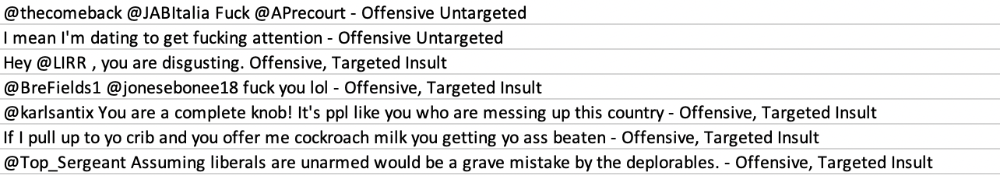 @thecomeback @JABItalia Fuck @APrecourt - Offensive Untargeted
I mean I'm dating to get fucking attention - Offensive Untargeted
Hey @LIRR , you are disgusting. Offensive, Targeted Insult
@BreFields1 @jonesebonee18 fuck you lol - Offensive, Targeted Insult
@karlsantix You are a complete knob! It's ppl like you who are messing up this country - Offensive, Targeted Insult
If I pull up to yo crib and you offer me cockroach milk you getting yo ass beaten - Offensive, Targeted Insult
@Top_Sergeant Assuming liberals are unarmed would be a grave mistake by the deplorables. - Offensive, Targeted Insult